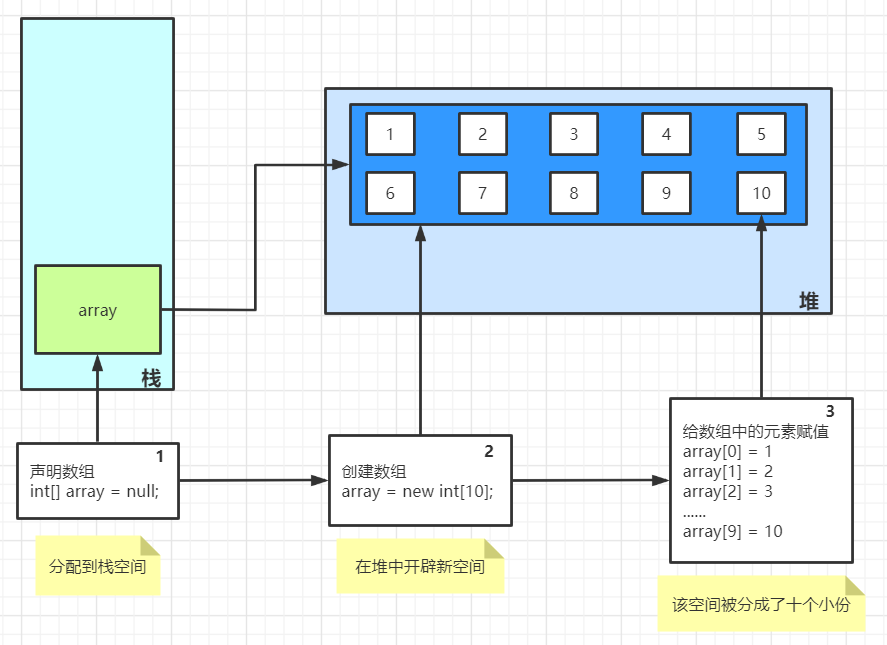 1
2
3
4
5
6
7
8
9
10
堆
array
栈
1
声明数组
int[] array = null;
分配到栈空间
2
创建数组
array = new int[10];
在堆中开辟新空间
3
给数组中的元素赋值
array[0] = 1
array[1] = 2
array[2] = 3
......
array[9] = 10
该空间被分成了十个小份